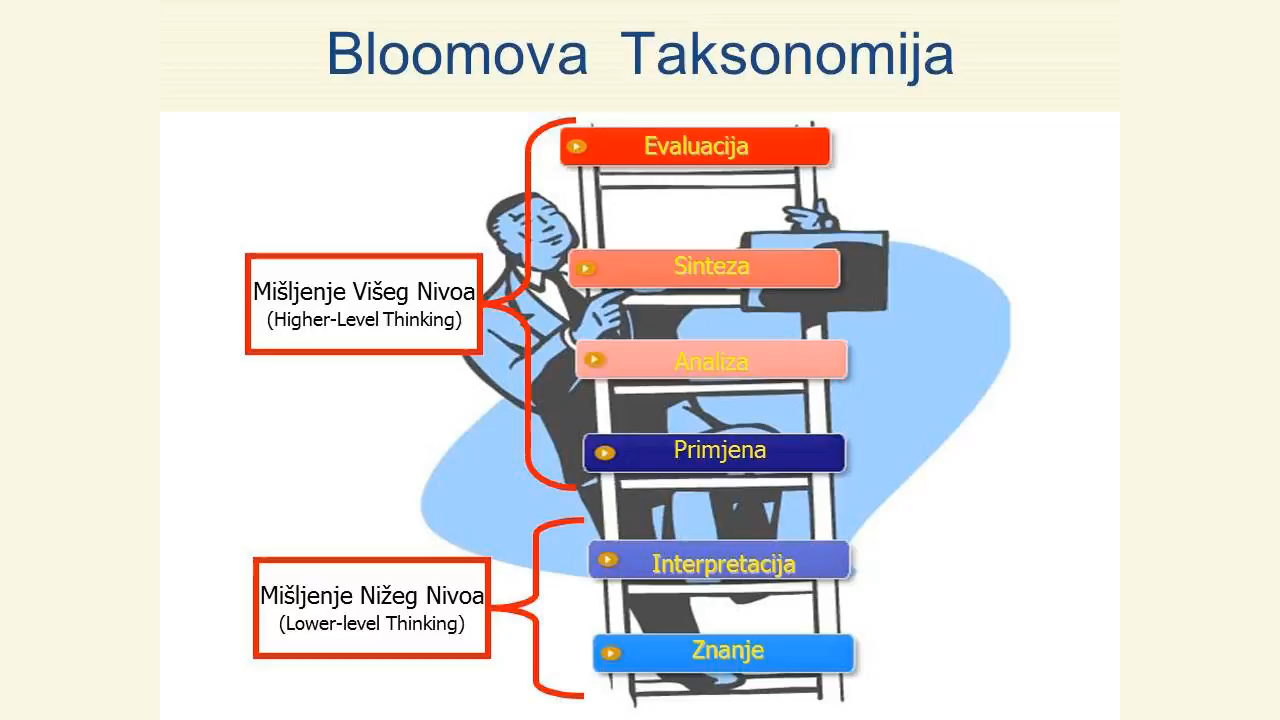 Bloomova Taksonomija
Evaluacija
Sinteza
Mišljenje Višeg Nivoa
(Higher-Level Thinking)
Analiza
Primjena
Interpretacija
Mišljenje Nižeg Nivoa
(Lower-level Thinking)
Znanje